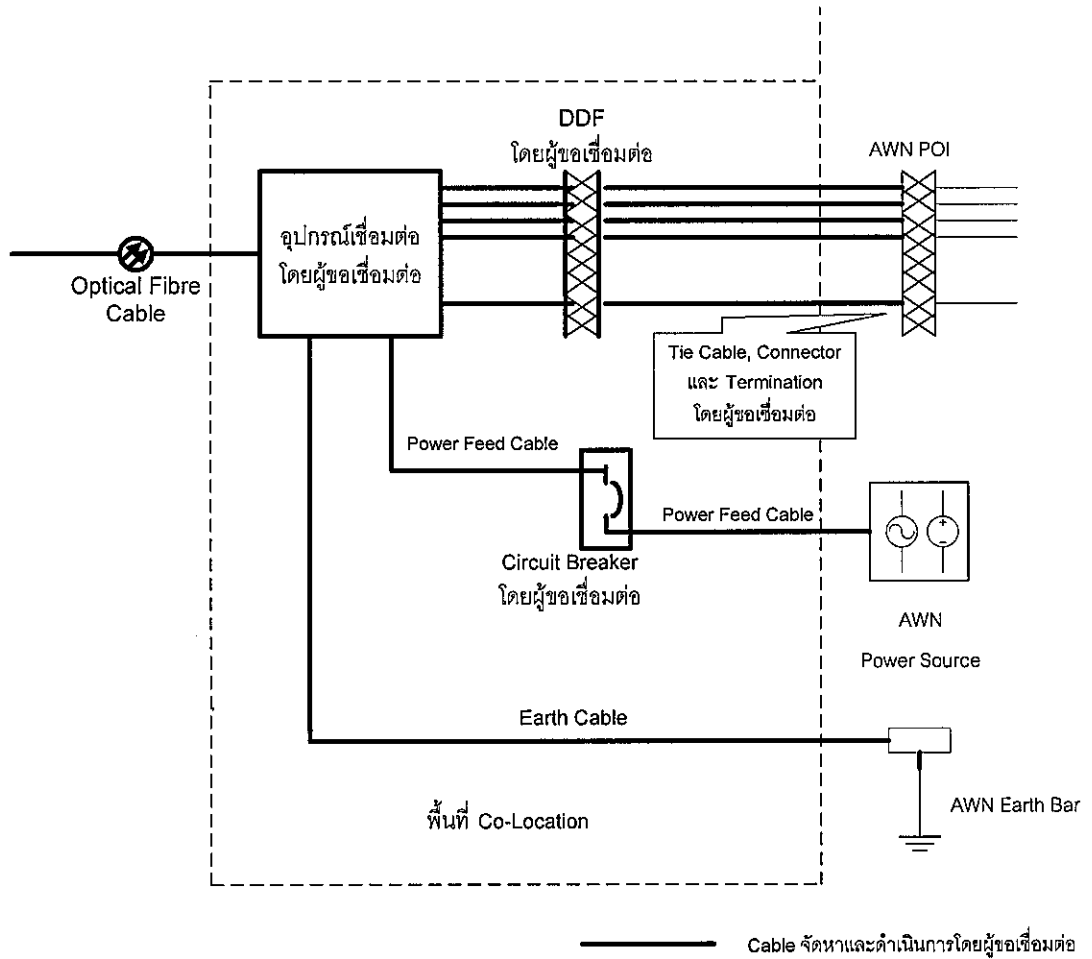 DDF
โดยผู้ขอเชื่อมต่อ
AWN POI
อุปกรณ์เชื่อมต่อ
โดยผู้ขอเชื่อมต่อ
Optical Fibre
Cable
Tie Cable, Connector
และ Termination
โดยผู้ขอเชื่อมต่อ
Power Feed Cable
Power Feed Cable
Circuit Breaker
โดยผู้ขอเชื่อมต่อ
AWN
Power Source
Earth Cable
AWN Earth Bar
พื้นที่ Co-Location
Cable จัดหาและดำเนินการโดยผู้ขอเชื่อมต่อ